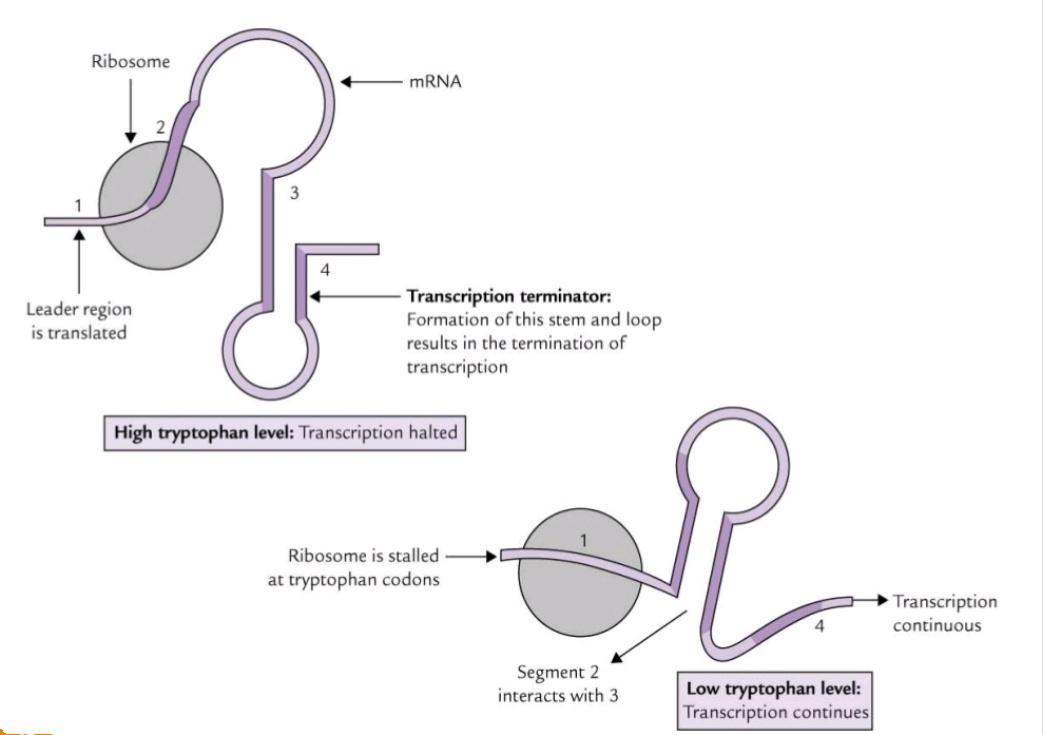 Ribosome
mRNA
2
1
3
4
Leader region
is translated
Transcription terminator:
Formation of this stem and loop
results in the termination of
transcription
High tryptophan level: Transcription halted
Ribosome is stalled
at tryptophan codons
1
Transcription
continuous
4
Segment 2
interacts with 3
Low tryptophan level:
Transcription continues